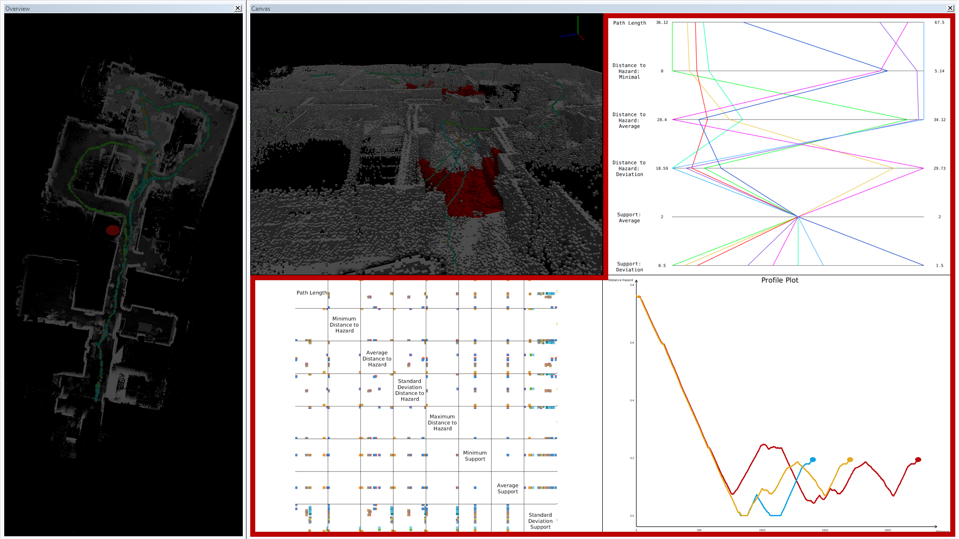 Overview
Canvas
Path Length
36.12
67.5
Distance to
Hazard:
Minimal
0
5.14
Distance to
Hazard:
Average
28.4
34.12
Distance to
Hazard:
Deviation
18.59
29.73
Support:
Average
2
2
Support:
Deviation
0.5
1.5
Path Length
Minimum
Distance to
Hazard
Average
Distance to
Hazard
Standard
Deviation
Distance to
Hazard
Maximum
Distance to
Hazard
Minimum
Support
Average
Support
Standard
Deviation
Support
Profile Plot